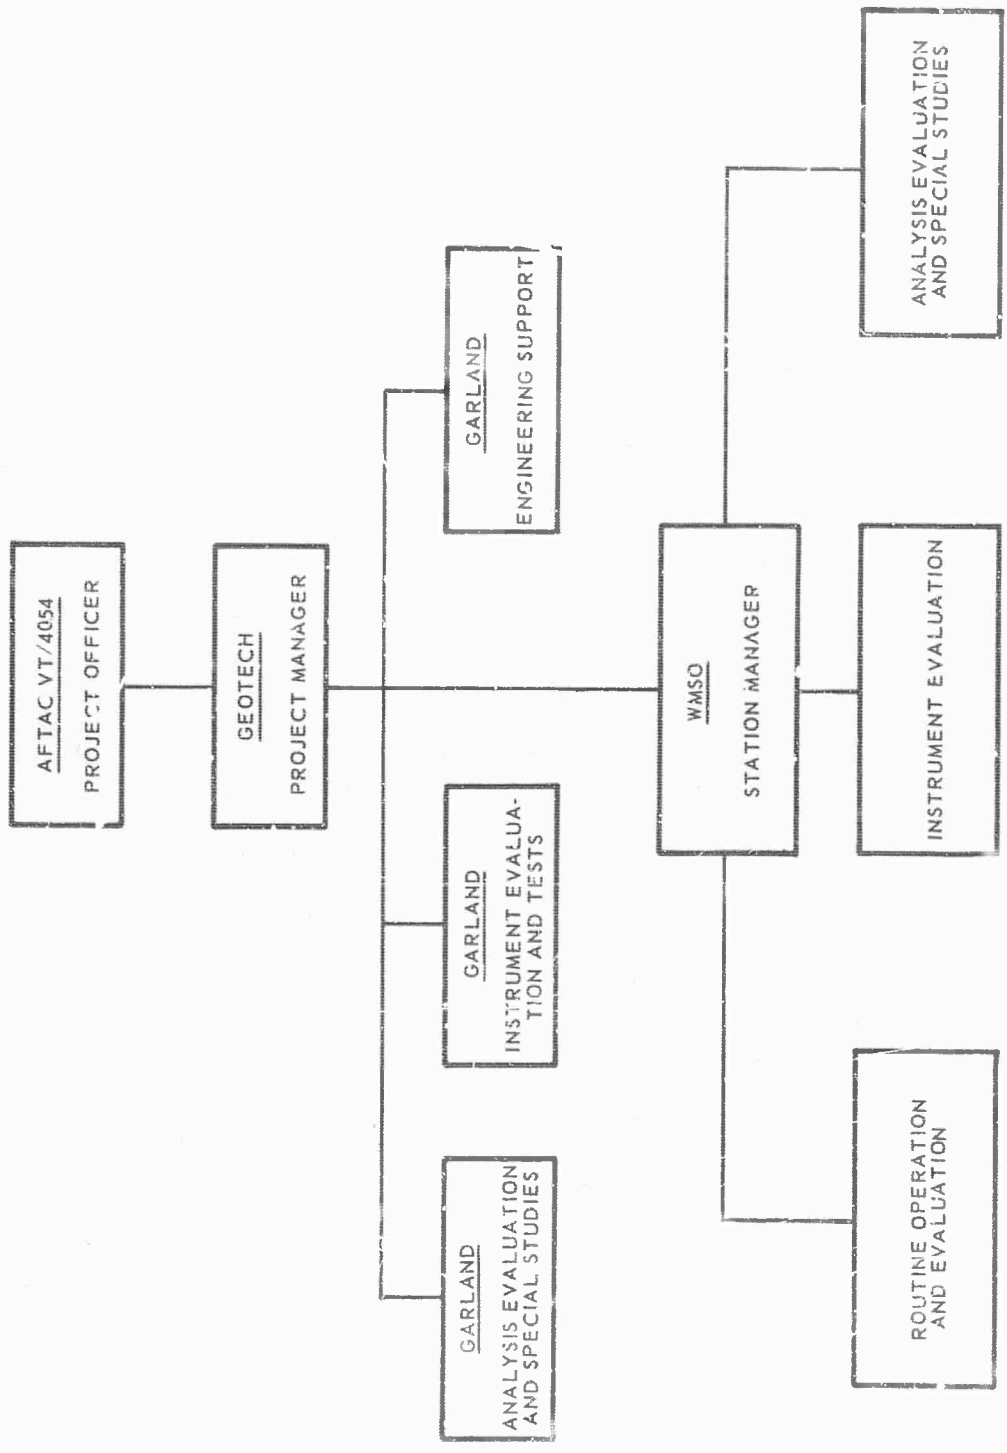 AFTAC VT/4054
PROJECT OFFICER
GEOTECH
PROJECT MANAGER
GARLAND
ANALYSIS EVALUATION
AND SPECIAL STUDIES
GARLAND
INSTRUMENT EVALUA-
TION AND TESTS
GARLAND
ENGINEERING SUPPORT
WMSO
STATION MANAGER
ROUTINE OPERATION
AND EVALUATION
INSTRUMENT EVALUATION
ANALYSIS EVALUATION
AND SPECIAL STUDIES